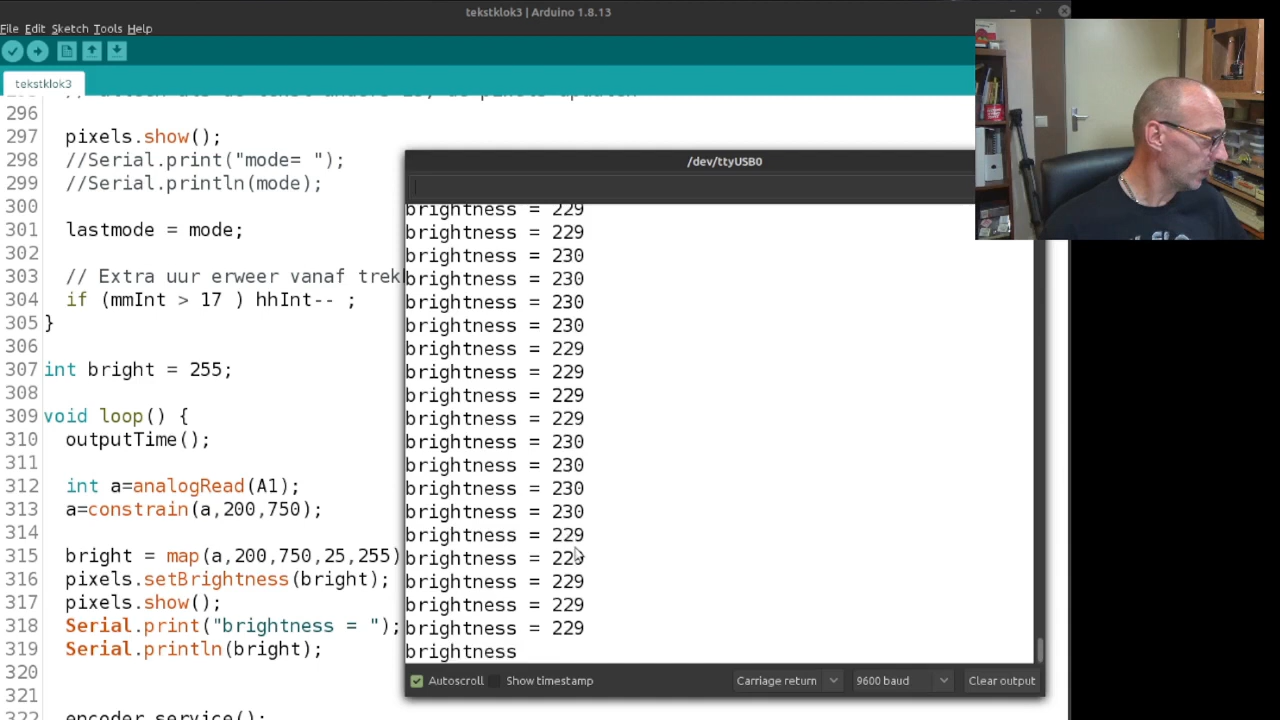 tekstklok3 | Arduino 1.8.13
File Edit Sketch Tools Help
tekstklok3
296
297 pixels.show();
298 //Serial.print("mode= ");
299 //Serial.println(mode);
300
301 lastmode = mode;
302
303 // Extra uur erweer vanaf trekk
304 if (mmInt > 17 ) hhInt-- ;
305 }
306
307 int bright = 255;
308
309 void loop() {
310 outputTime();
311
312 int a=analogRead(A1);
313 a=constrain(a,200,750);
314
315 bright = map(a,200,750,25,255)
316 pixels.setBrightness(bright);
317 pixels.show();
318 Serial.print("brightness = ");
319 Serial.println(bright);
320
321
322 encoder.service();
/dev/ttyUSB0
brightness = 229
brightness = 229
brightness = 230
brightness = 230
brightness = 230
brightness = 230
brightness = 229
brightness = 229
brightness = 229
brightness = 229
brightness = 230
brightness = 230
brightness = 230
brightness = 230
brightness = 229
brightness = 229
brightness = 229
brightness = 229
brightness = 229
brightness
Autoscroll Show timestamp Carriage return 9600 baud Clear output